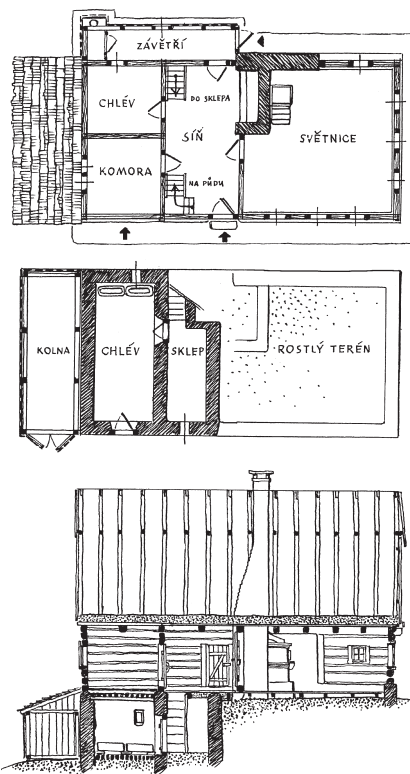 ZÁVĚTŘÍ
CHLÉV
DO SKLEPA
SÍŇ
SVĚTNICE
KOMORA
NA PŮDU
KOLNA
CHLÉV
SKLEP
ROSTLÝ TERÉN